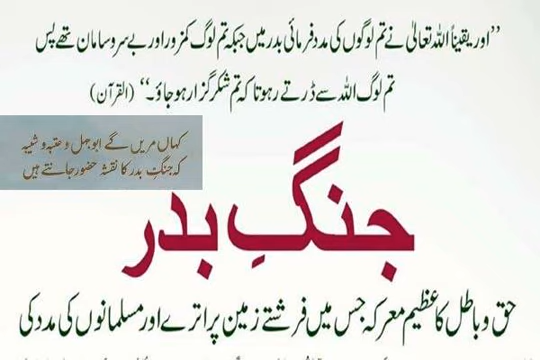 ”اور یقیناً اللہ تعالیٰ نے تم لوگوں کی مدد فرمائی بدر میں جبکہ تم لوگ کمزور اور بے سروسامان تھے پس
تم لوگ اللہ سے ڈرتے رہو تاکہ تم شکر گزار ہو جاؤ۔“ (القرآن)
کہاں مریں گے ابوجہل و عتبہ و شیبہ
کہ جنگِ بدر کا نقشہ حضور جانتے ہیں
جنگِ بدر
حق و باطل کا عظیم معرکہ جس میں فرشتے زمین پر اترے اور مسلمانوں کی مدد کی